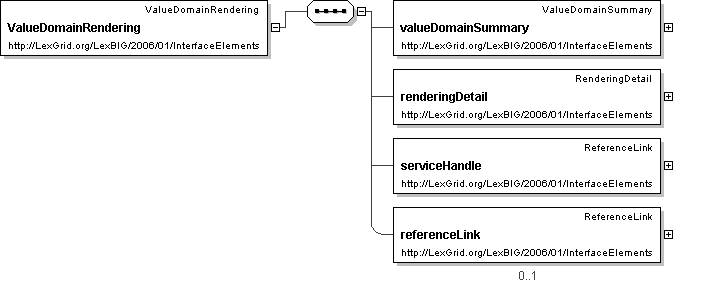 ValueDomainRendering
ValueDomainRendering
http://LexGrid.org/LexBIG/2006/01/InterfaceElements
ValueDomainSummary
valueDomainSummary
http://LexGrid.org/LexBIG/2006/01/InterfaceElements
RenderingDetail
renderingDetail
http://LexGrid.org/LexBIG/2006/01/InterfaceElements
ReferenceLink
serviceHandle
http://LexGrid.org/LexBIG/2006/01/InterfaceElements
ReferenceLink
referenceLink
http://LexGrid.org/LexBIG/2006/01/InterfaceElements
0..1